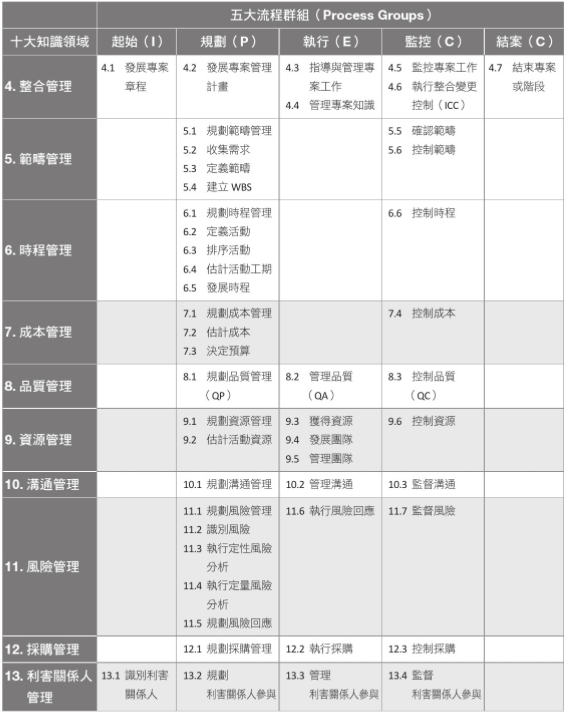 五大流程群組（Process Groups）
十大知識領域
起始（I）
規劃（P）
執行（E）
監控（C）
結案（C）
4. 整合管理
4.1 發展專案
章程
4.2 發展專案管理
計畫
4.3 指導與管理專
案工作
4.4 管理專案知識
4.5 監控專案工作
4.6 執行整合變更
控制（ICC）
4.7 結束專案
或階段
5. 範疇管理
5.1 規劃範疇管理
5.2 收集需求
5.3 定義範疇
5.4 建立 WBS
5.5 確認範疇
5.6 控制範疇
6. 時程管理
6.1 規劃時程管理
6.2 定義活動
6.3 排序活動
6.4 估計活動工期
6.5 發展時程
6.6 控制時程
7. 成本管理
7.1 規劃成本管理
7.2 估計成本
7.3 決定預算
7.4 控制成本
8. 品質管理
8.1 規劃品質管理
（QP）
8.2 管理品質
（QA）
8.3 控制品質
（QC）
9. 資源管理
9.1 規劃資源管理
9.2 估計活動資源
9.3 獲得資源
9.4 發展團隊
9.5 管理團隊
9.6 控制資源
10. 溝通管理
10.1 規劃溝通管理
10.2 管理溝通
10.3 監督溝通
11. 風險管理
11.1 規劃風險管理
11.2 識別風險
11.3 執行定性風險
分析
11.4 執行定量風險
分析
11.5 規劃風險回應
11.6 執行風險回應
11.7 監督風險
12. 採購管理
12.1 規劃採購管理
12.2 執行採購
12.3 控制採購
13. 利害關係人
管理
13.1 識別利害
關係人
13.2 規劃
利害關係人參與
13.3 管理
利害關係人參與
13.4 監督
利害關係人參與